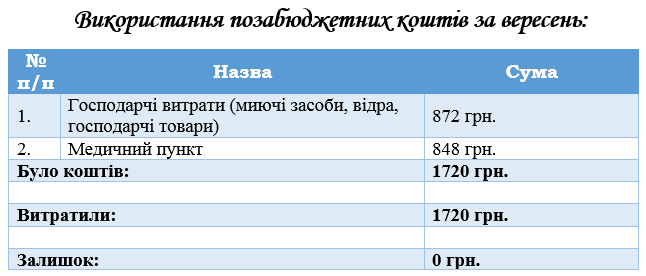 Використання позабюджетних коштів за вересень:
№ п/п Назва Сума
1. Господарчі витрати (миючі засоби, відра, господарчі товари) 872 грн.
2. Медичний пункт 848 грн.
Було коштів: 1720 грн.
Витратили: 1720 грн.
Залишок: 0 грн.